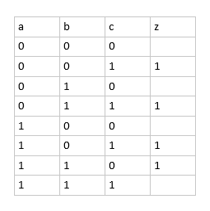 a b c z
0 0 0
0 0 1 1
0 1 0
0 1 1 1
1 0 0
1 0 1 1
1 1 0 1
1 1 1